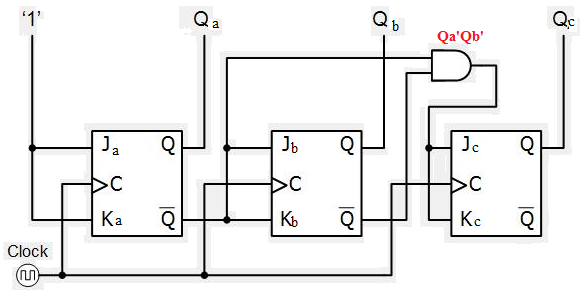 ‘1’ Qa Qb Qc
Qa'Qb'
Ja Q Jb Q Jc Q
C C C
Ka Q̅ Kb Q̅ Kc Q̅
Clock